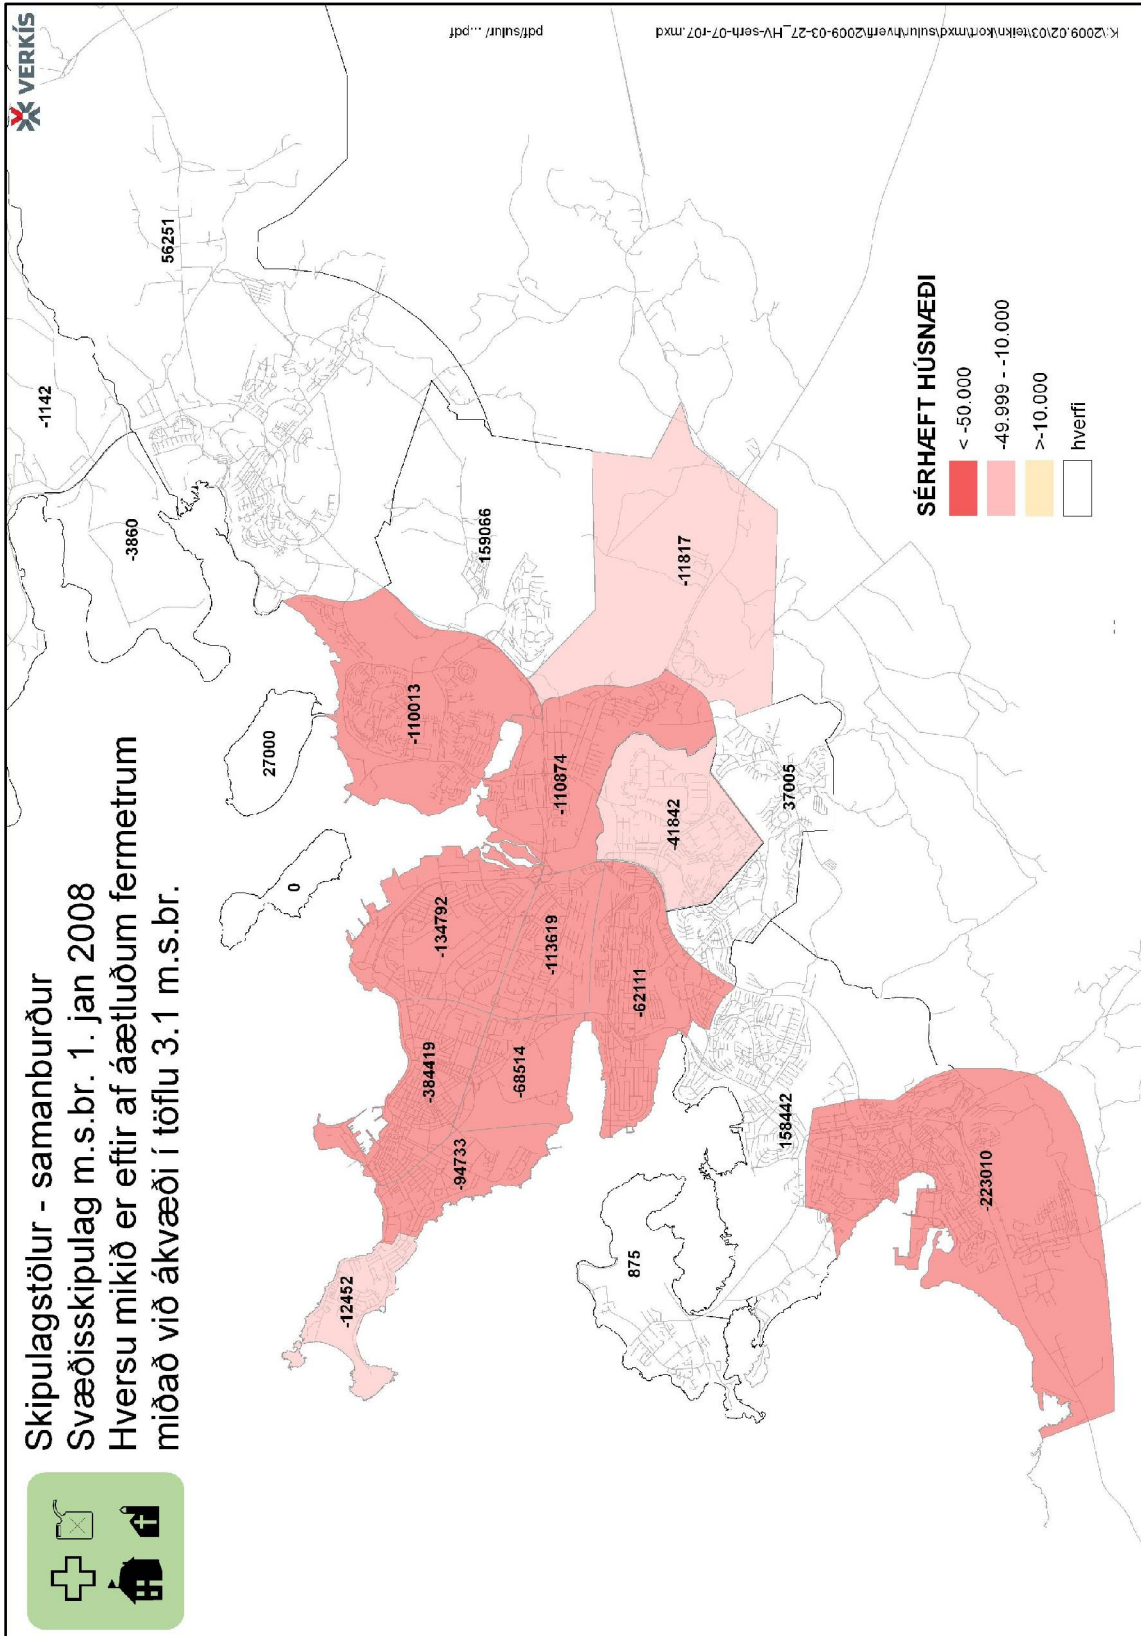 VERKÍS
Skipulagstölur - samanburður
Svæðisskipulag m.s.br. 1. jan 2008
Hversu mikið er eftir af áætluðum fermetrum
miðað við ákvæði í töflu 3.1 m.s.br.
-1142
56251
-3860
27000
0
159066
-110013
-134792
-110874
-11817
-384419
-113619
-41842
-68514
-62111
37005
-94733
-12452
158442
875
-223010
SÉRHÆFT HÚSNÆÐI
< -50.000
-49.999 - -10.000
>-10.000
hverfi
K:\2009.02\03\teikn\kort\mxd\sulur\hverfi\2009-03-27_HV-serh-07-r07.mxd
pdf/sulur/ ... pdf